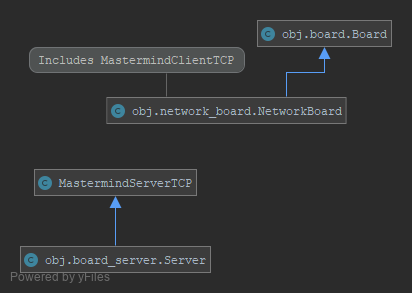 obj.board.Board
Includes MastermindClientTCP
obj.network_board.NetworkBoard
MastermindServerTCP
obj.board_server.Server
Powered by yFiles